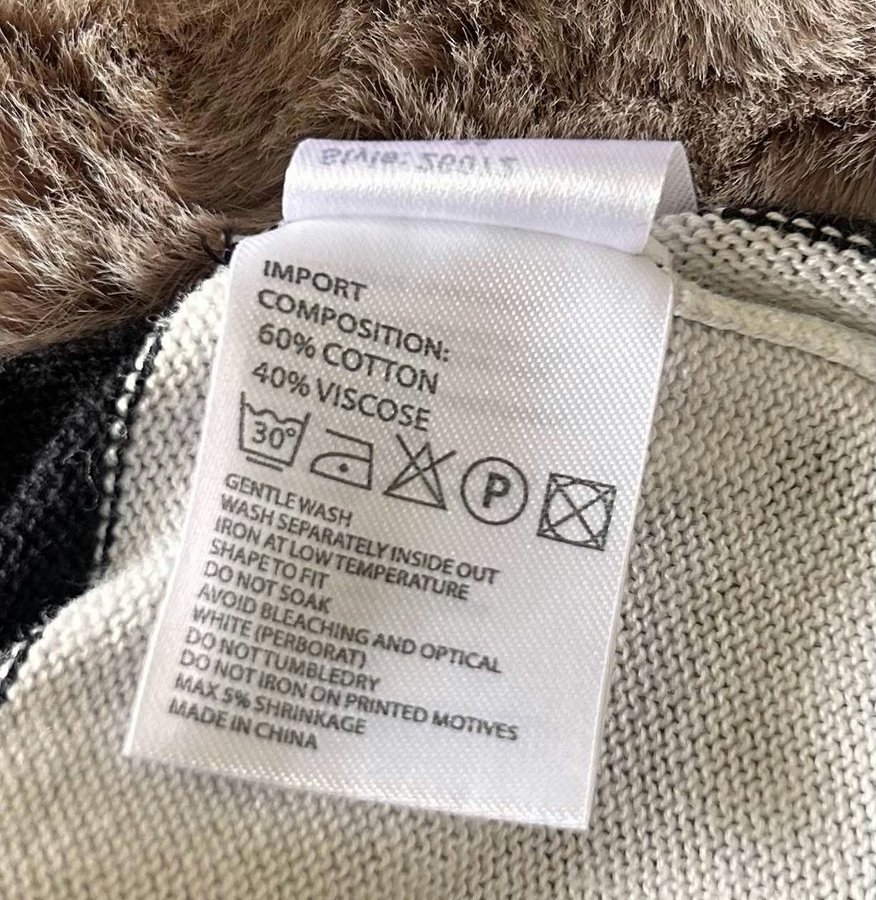 Style: 26072
IMPORT
COMPOSITION:
60% COTTON
40% VISCOSE
30°
P
GENTLE WASH
WASH SEPARATELY INSIDE OUT
IRON AT LOW TEMPERATURE
SHAPE TO FIT
DO NOT SOAK
AVOID BLEACHING AND OPTICAL
WHITE (PERBORAT)
DO NOT TUMBLEDRY
DO NOT IRON ON PRINTED MOTIVES
MAX 5% SHRINKAGE
MADE IN CHINA